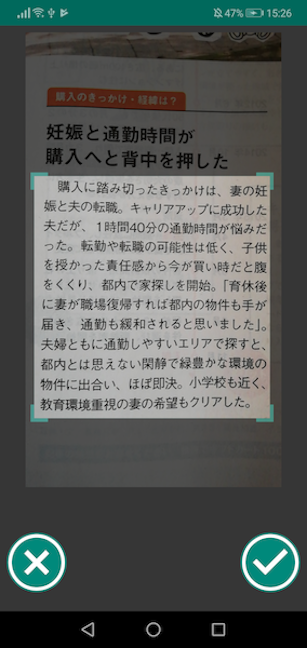 47% 15:26
購入のきっかけ・経緯は?
妊娠と通勤時間が
購入へと背中を押した
購入に踏み切ったきっかけは、妻の妊
娠と夫の転職。キャリアアップに成功した
夫だが、1時間40分の通勤時間が悩みだ
った。転勤や転職の可能性は低く、子供
を授かった責任感から今が買い時だと腹
をくくり、都内で家探しを開始。「育休後
に妻が職場復帰すれば都内の物件も手が
届き、通勤も緩和されると思いました」。
夫婦ともに通勤しやすいエリアで探すと、
都内とは思えない閑静で緑豊かな環境の
物件に出合い、ほぼ即決。小学校も近く、
教育環境重視の妻の希望もクリアした。